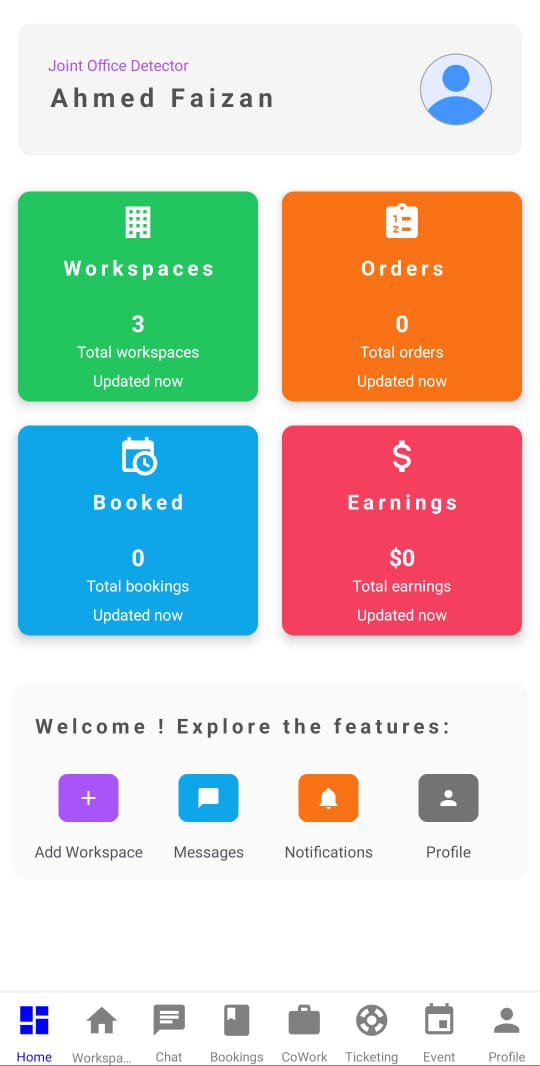 Joint Office Detector
Ahmed Faizan
Workspaces
3
Total workspaces
Updated now
Orders
0
Total orders
Updated now
Booked
0
Total bookings
Updated now
Earnings
$0
Total earnings
Updated now
Welcome ! Explore the features:
Add Workspace Messages Notifications Profile
Home Workspa... Chat Bookings CoWork Ticketing Event Profile